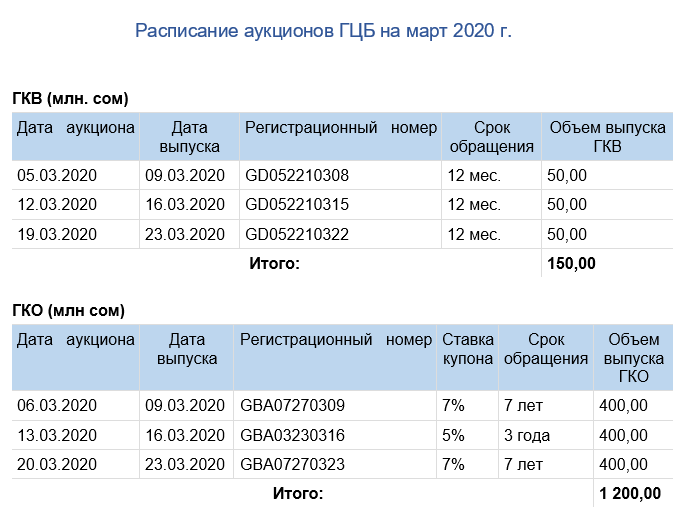 Расписание аукционов ГЦБ на март 2020 г.
ГКВ (млн. сом)
Дата аукциона Дата выпуска Регистрационный номер Срок обращения Объем выпуска ГКВ
05.03.2020 09.03.2020 GD052210308 12 мес. 50,00
12.03.2020 16.03.2020 GD052210315 12 мес. 50,00
19.03.2020 23.03.2020 GD052210322 12 мес. 50,00
Итого: 150,00
ГКО (млн сом)
Дата аукциона Дата выпуска Регистрационный номер Ставка купона Срок обращения Объем выпуска ГКО
06.03.2020 09.03.2020 GBA07270309 7% 7 лет 400,00
13.03.2020 16.03.2020 GBA03230316 5% 3 года 400,00
20.03.2020 23.03.2020 GBA07270323 7% 7 лет 400,00
Итого: 1 200,00